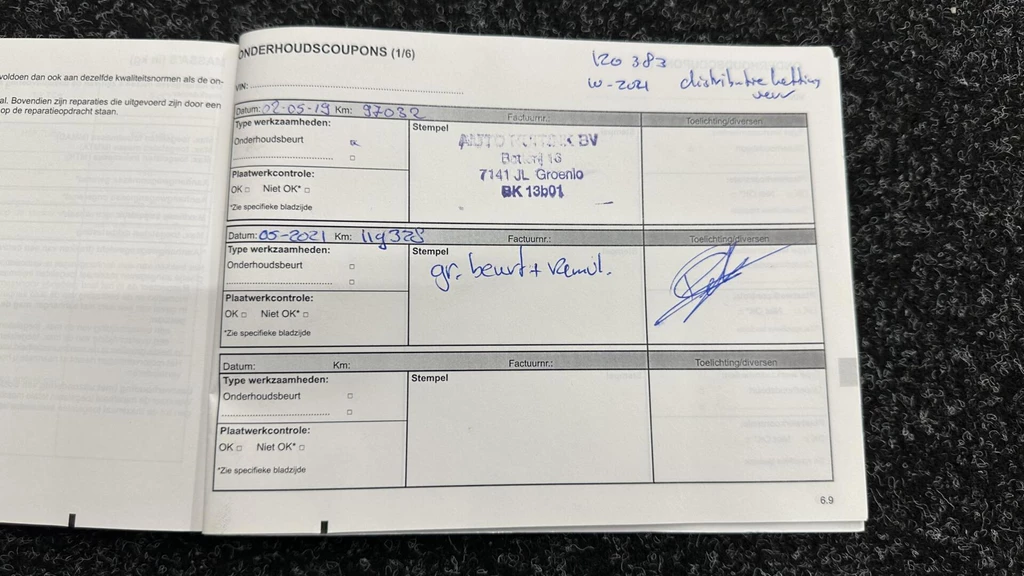 voldoen dan ook aan dezelfde kwaliteitsnormen als de on-
al. Bovendien zijn reparaties die uitgevoerd zijn door een
op de reparatieopdracht staan.
ONDERHOUDSCOUPONS (1/6)
120 383
10-2021 distributie ketting
VIN:
Datum: 02-05-19 Km: 97032 Factuurnr.: Toelichting/diversen
Type werkzaamheden:
Onderhoudsbeurt
Stempel
BV
Batterij 16
7141 JL Groenlo
BK 13b01
Plaatwerkcontrole:
OK □ Niet OK* □
*Zie specifieke bladzijde
Datum: 05-2021 Km: 119328 Factuurnr.: Toelichting/diversen
Type werkzaamheden:
Onderhoudsbeurt □
Stempel
gr. beurt + remvl.
Plaatwerkcontrole:
OK □ Niet OK* □
*Zie specifieke bladzijde
Datum: Km: Factuurnr.: Toelichting/diversen
Type werkzaamheden:
Onderhoudsbeurt □
Stempel
Plaatwerkcontrole:
OK □ Niet OK* □
*Zie specifieke bladzijde
6.9